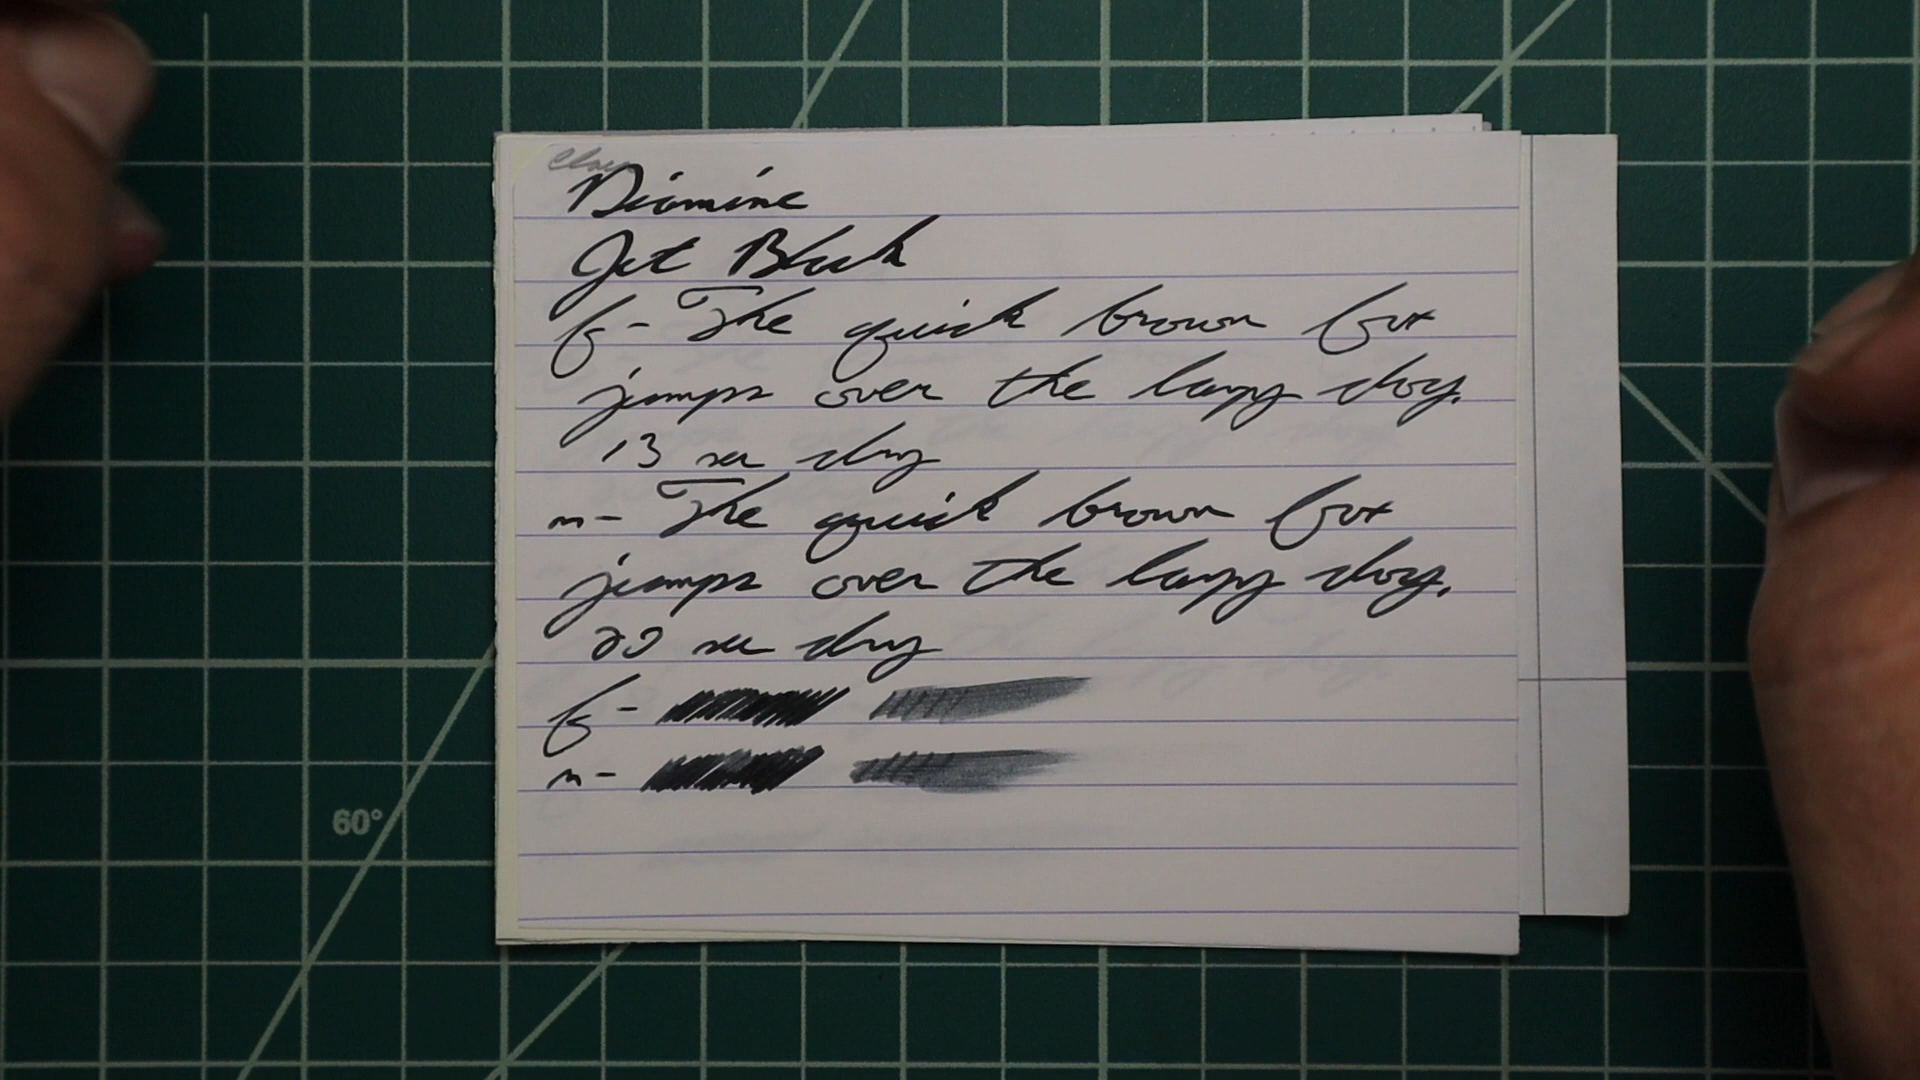 Diamine
Jet Black
f - The quick brown fox
jumps over the lazy dog.
13 sec dry
m - The quick brown fox
jumps over the lazy dog.
20 sec dry
f -
m -
60°